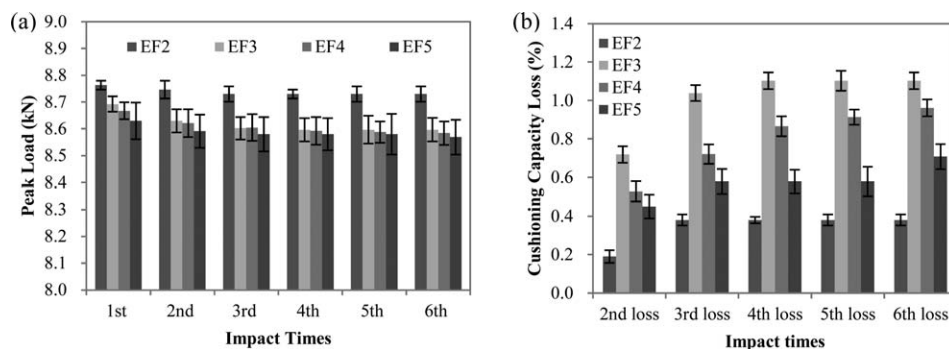 (a)
Peak Load (kN)
9.0
8.9
8.8
8.7
8.6
8.5
8.4
8.3
8.2
8.1
8.0
EF2 EF3 EF4 EF5
1st 2nd 3rd 4th 5th 6th
Impact Times
(b)
Cushioning Capacity Loss (%)
1.4
1.2
1.0
0.8
0.6
0.4
0.2
0.0
EF2
EF3
EF4
EF5
2nd loss 3rd loss 4th loss 5th loss 6th loss
Impact times